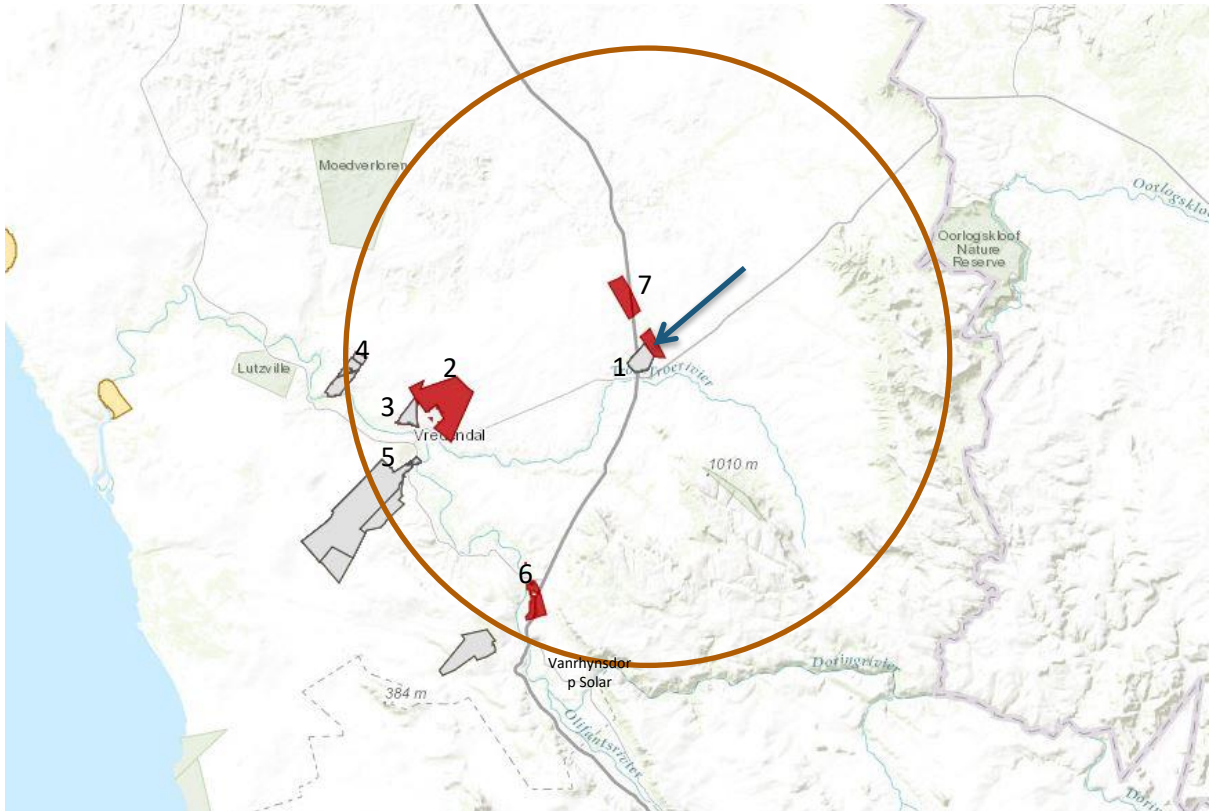 Moedverloren
Oorlogskloof
Nature
Reserve
7
4
Lutzville
2
1
3
Vredendal
5
1010 m
6
Vanrhynsdor
p Solar
Doringrivier
384 m
Olifantsrivier